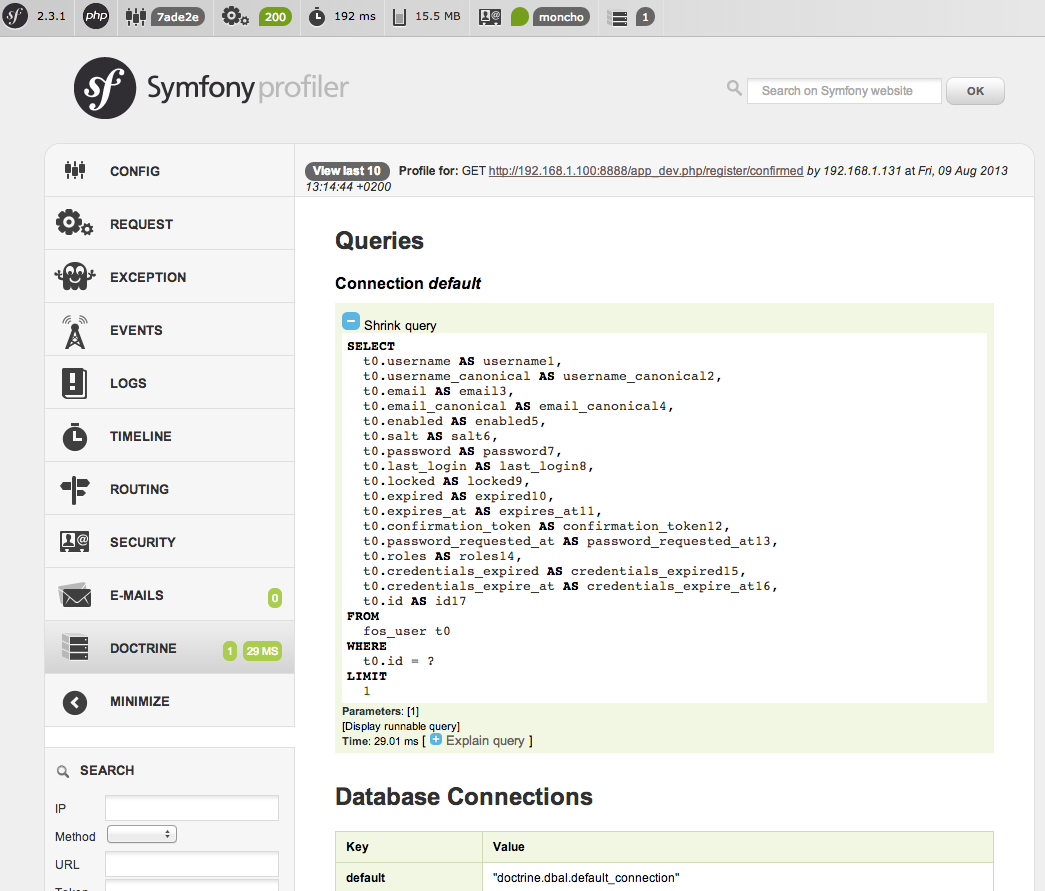 sf 2.3.1 php 7ade2e 200 192 ms 15.5 MB moncho 1
sf Symfony profiler
Search on Symfony website OK
CONFIG
REQUEST
EXCEPTION
EVENTS
LOGS
TIMELINE
ROUTING
SECURITY
E-MAILS 0
DOCTRINE 1 29 MS
MINIMIZE
SEARCH
IP
Method
URL
View last 10 Profile for: GET http://192.168.1.100:8888/app_dev.php/register/confirmed by 192.168.1.131 at Fri, 09 Aug 2013
13:14:44 +0200
Queries
Connection default
Shrink query
SELECT
t0.username AS username1,
t0.username_canonical AS username_canonical2,
t0.email AS email3,
t0.email_canonical AS email_canonical4,
t0.enabled AS enabled5,
t0.salt AS salt6,
t0.password AS password7,
t0.last_login AS last_login8,
t0.locked AS locked9,
t0.expired AS expired10,
t0.expires_at AS expires_at11,
t0.confirmation_token AS confirmation_token12,
t0.password_requested_at AS password_requested_at13,
t0.roles AS roles14,
t0.credentials_expired AS credentials_expired15,
t0.credentials_expire_at AS credentials_expire_at16,
t0.id AS id17
FROM
fos_user t0
WHERE
t0.id = ?
LIMIT
1
Parameters: [1]
[Display runnable query]
Time: 29.01 ms [ + Explain query ]
Database Connections
Key Value
default "doctrine.dbal.default_connection"